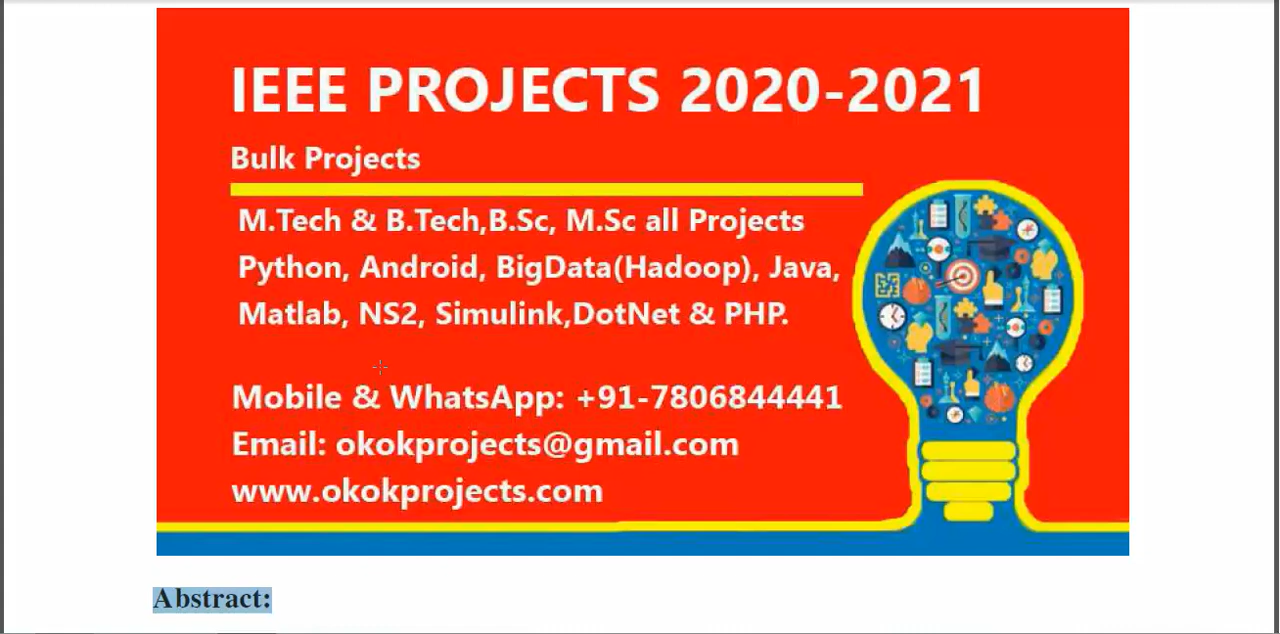 IEEE PROJECTS 2020-2021
Bulk Projects
M.Tech & B.Tech,B.Sc, M.Sc all Projects
Python, Android, BigData(Hadoop), Java,
Matlab, NS2, Simulink,DotNet & PHP.
Mobile & WhatsApp: +91-7806844441
Email: okokprojects@gmail.com
www.okokprojects.com
Abstract: